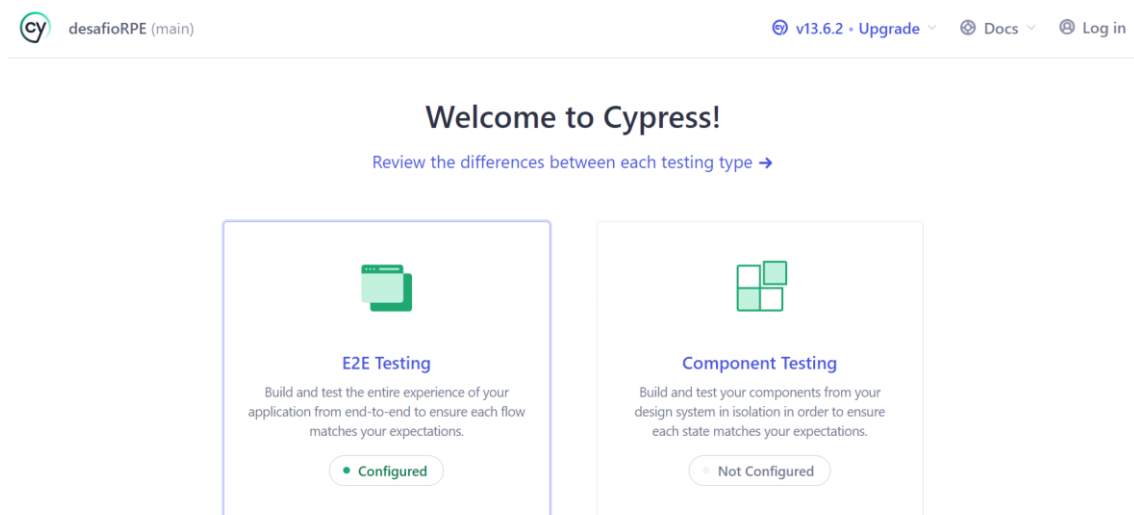 cy desafioRPE (main) v13.6.2 • Upgrade Docs Log in
Welcome to Cypress!
Review the differences between each testing type →
E2E Testing
Build and test the entire experience of your
application from end-to-end to ensure each flow
matches your expectations.
• Configured
Component Testing
Build and test your components from your
design system in isolation in order to ensure
each state matches your expectations.
Not Configured